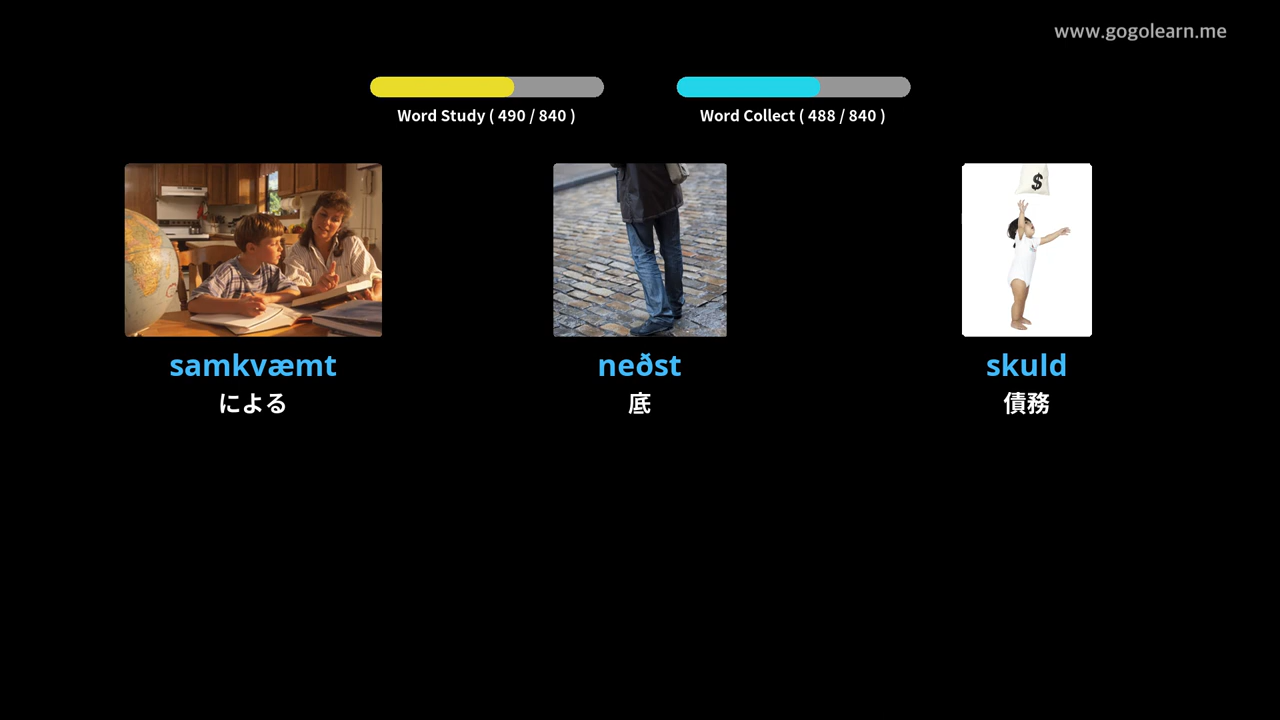 www.gogolearn.me
Word Study ( 490 / 840 )
Word Collect ( 488 / 840 )
$
samkvæmt
neðst
skuld
による
底
債務